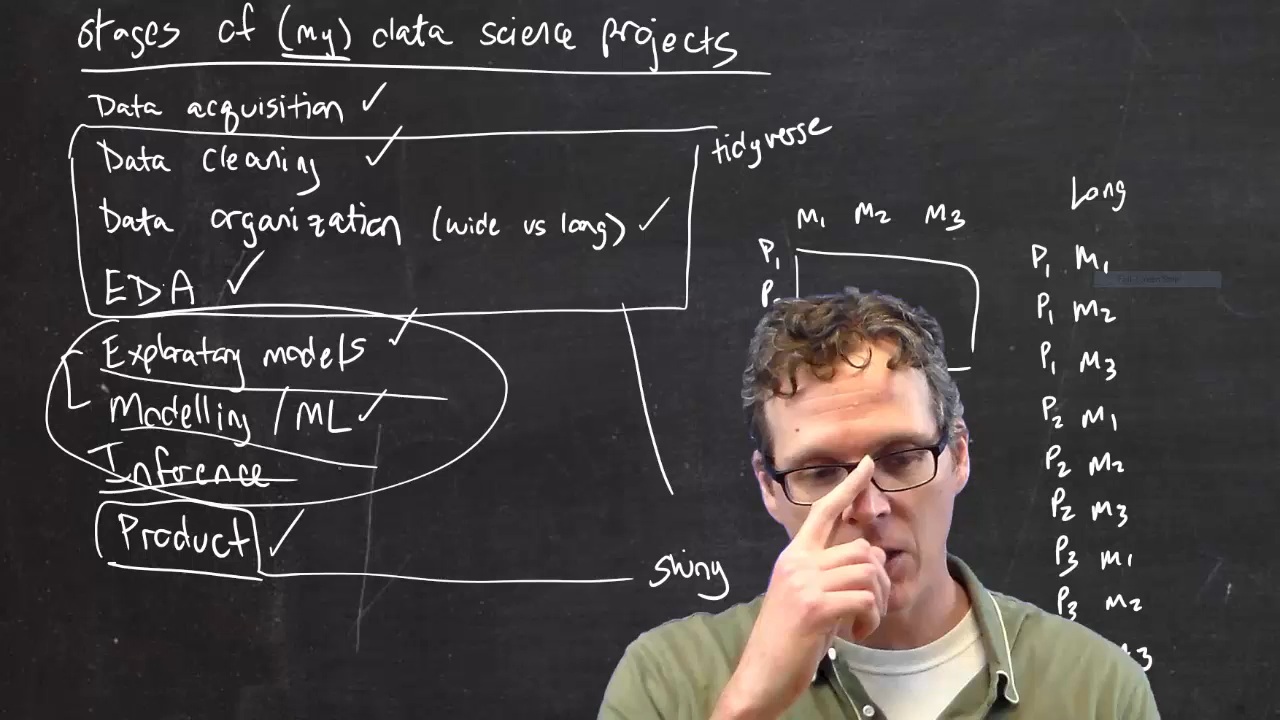 stages of (my) data science projects
Data acquisition ✓
Data cleaning ✓
tidyverse
Data organization (wide vs long) ✓
EDA ✓
Exploratory models ✓
Modelling / ML ✓
Inference
Product ✓
shiny
M1 M2 M3
P1
P
Long
P1 M1
P1 M2
P1 M3
P2 M1
P2 M2
P2 M3
P3 M1
P3 M2
3